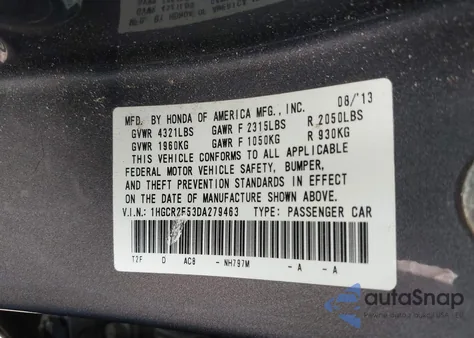 MFD. BY HONDA OF AMERICA MFG., INC. 08/'13
GVWR 4321LBS GAWR F 2315LBS R 2050LBS
GVWR 1960KG GAWR F 1050KG R 930KG
THIS VEHICLE CONFORMS TO ALL APPLICABLE
FEDERAL MOTOR VEHICLE SAFETY, BUMPER,
AND THEFT PREVENTION STANDARDS IN EFFECT
ON THE DATE OF MANUFACTURE SHOWN ABOVE.
V.I.N.: 1HGCR2F53DA279463 TYPE: PASSENGER CAR
T2F 0 AC8 - NH797M - A - A
autoSnap